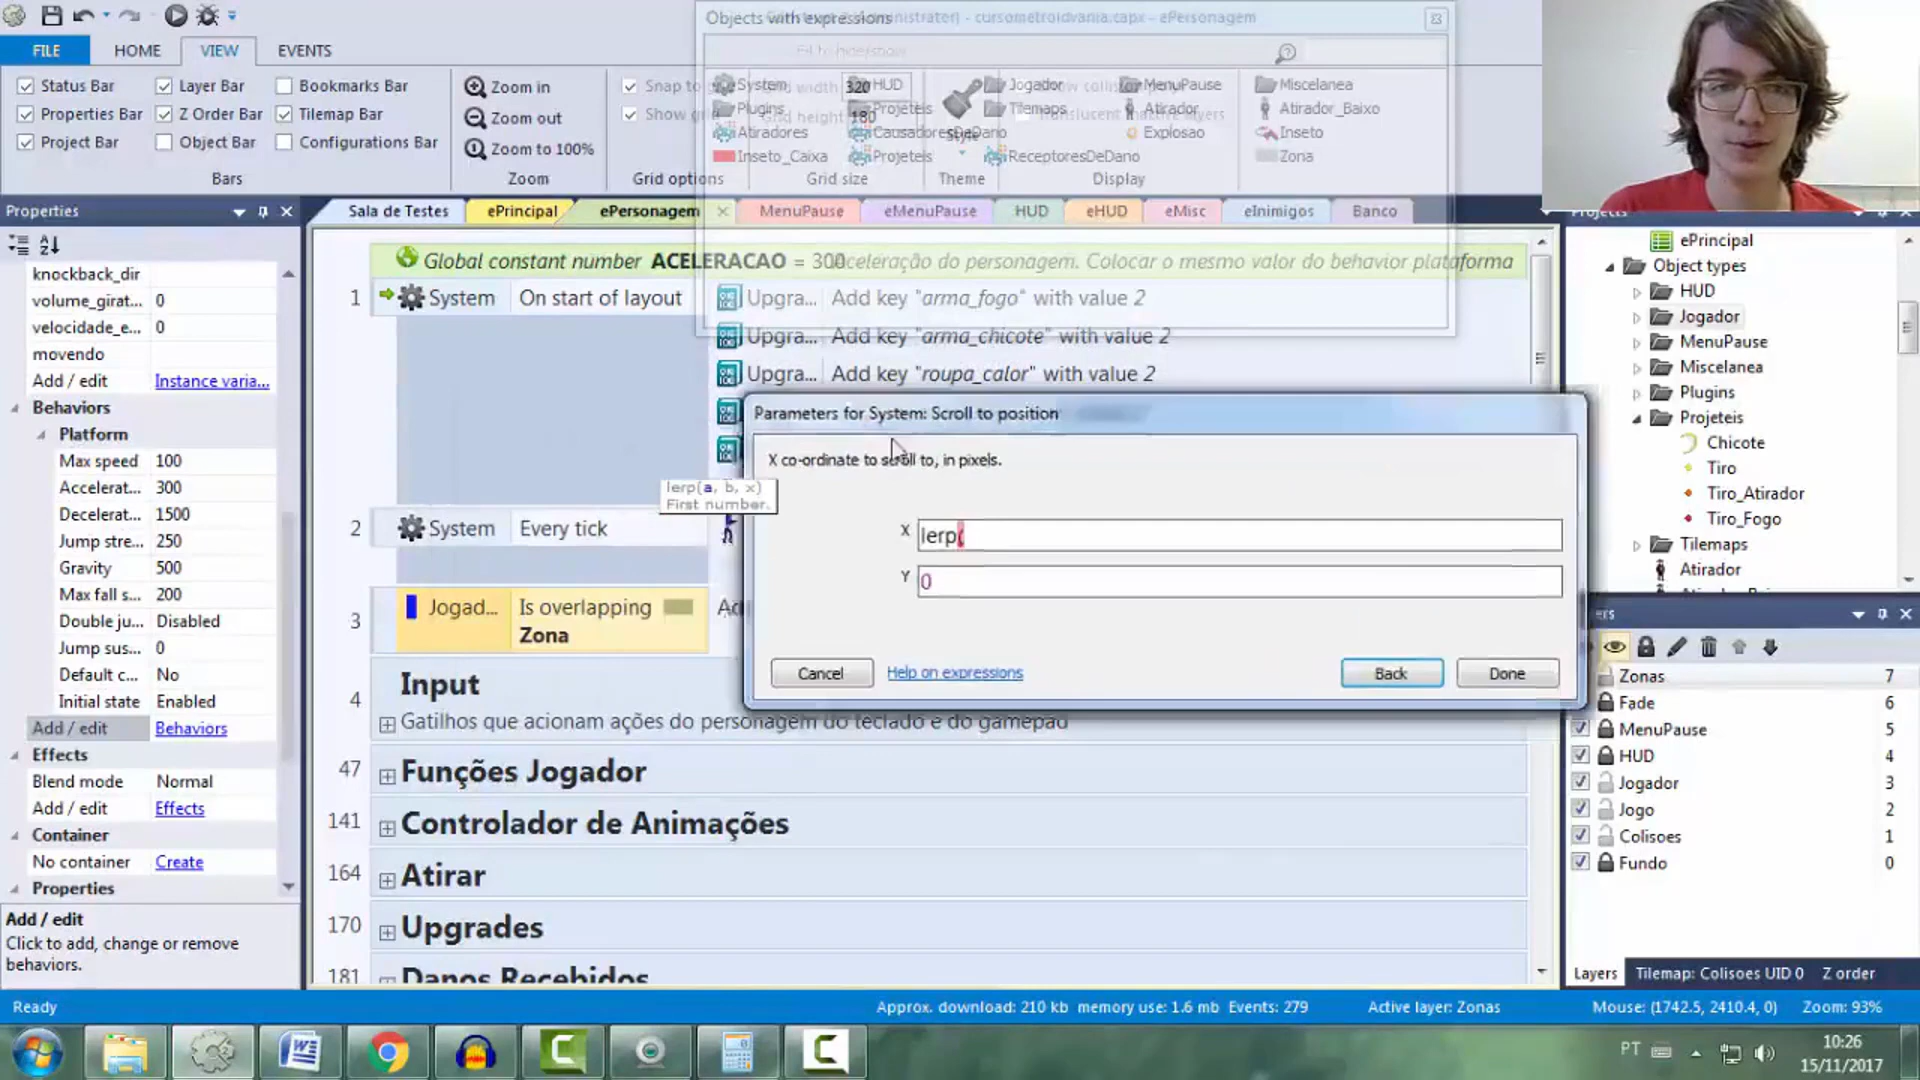 Objects with expressions
(Administrator) - cursometroidvania.capx - ePersonagem
FILE HOME VIEW EVENTS
Status Bar Layer Bar Bookmarks Bar
Properties Bar Z Order Bar Tilemap Bar
Project Bar Object Bar Configurations Bar
Bars
Zoom in
Zoom out
Zoom to 100%
Zoom
Snap to
Show
Grid options
320
180
Grid size
Style
Theme
Display
System HUD Jogador MenuPause Miscelanea
Plugins Projeteis Tilemaps Atirador Atirador_Baixo
Atiradores CausadoresDeDano Explosao Inseto
Inseto_Caixa Projeteis ReceptoresDeDano Zona
Properties
knockback_dir
volume_girat... 0
velocidade_e... 0
movendo
Add / edit Instance varia...
Behaviors
Platform
Max speed 100
Accelerat... 300
Decelerat... 1500
Jump stre... 250
Gravity 500
Max fall s... 200
Double ju... Disabled
Jump sus... 0
Default c... No
Initial state Enabled
Add / edit Behaviors
Effects
Blend mode Normal
Add / edit Effects
Container
No container Create
Properties
Add / edit
Click to add, change or remove
behaviors.
Sala de Testes ePrincipal ePersonagem MenuPause eMenuPause HUD eHUD eMisc eInimigos Banco
Global constant number ACELERACAO = 300 Aceleração do personagem. Colocar o mesmo valor do behavior plataforma
1 System On start of layout Upgra... Add key "arma_fogo" with value 2
Add key "arma_chicote" with value 2
Upgra... Add key "roupa_calor" with value 2
2 System Every tick
3 Jogad... Is overlapping
Zona
4 Input
Gatilhos que acionam ações do personagem do teclado e do gamepad
47 Funções Jogador
141 Controlador de Animações
164 Atirar
170 Upgrades
181 Danos Recebidos
Parameters for System: Scroll to position
X co-ordinate to scroll to, in pixels.
lerp(a, b, x)
First number.
X lerp(
Y 0
Cancel Help on expressions Back Done
Projects
ePrincipal
Object types
HUD
Jogador
MenuPause
Miscelanea
Plugins
Projeteis
Chicote
Tiro
Tiro_Atirador
Tiro_Fogo
Tilemaps
Atirador
Zonas 7
Fade 6
MenuPause 5
HUD 4
Jogador 3
Jogo 2
Colisoes 1
Fundo 0
Layers Tilemap: Colisoes UID 0 Z order
Ready Approx. download: 210 kb memory use: 1.6 mb Events: 279 Active layer: Zonas Mouse: (1742.5, 2410.4, 0) Zoom: 93%
PT
10:26
15/11/2017